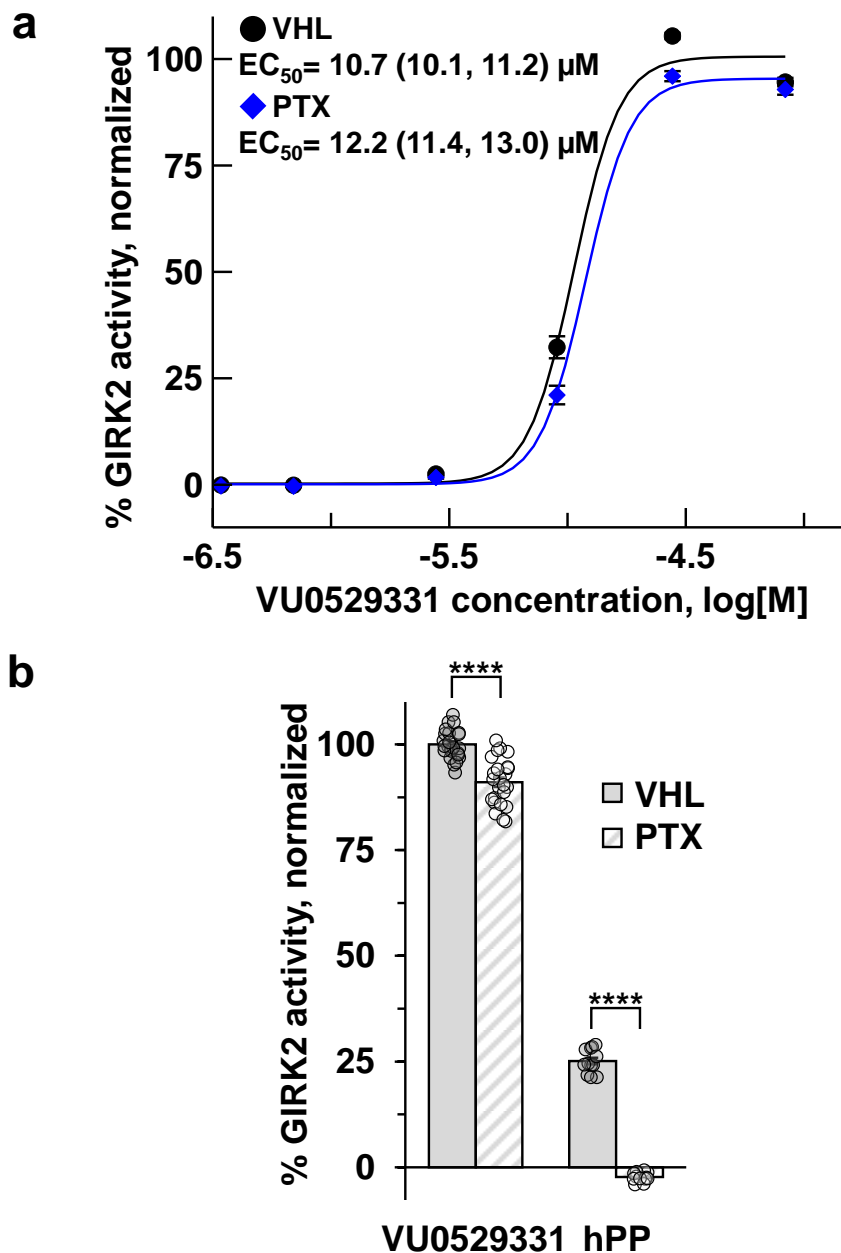 a
VHL
EC₅₀= 10.7 (10.1, 11.2) µM
PTX
EC₅₀= 12.2 (11.4, 13.0) µM
% GIRK2 activity, normalized
100
75
50
25
0
-6.5 -5.5 -4.5
VU0529331 concentration, log[M]
b
**** 
% GIRK2 activity, normalized
100
75
50
25
0
VHL
PTX
****
VU0529331 hPP